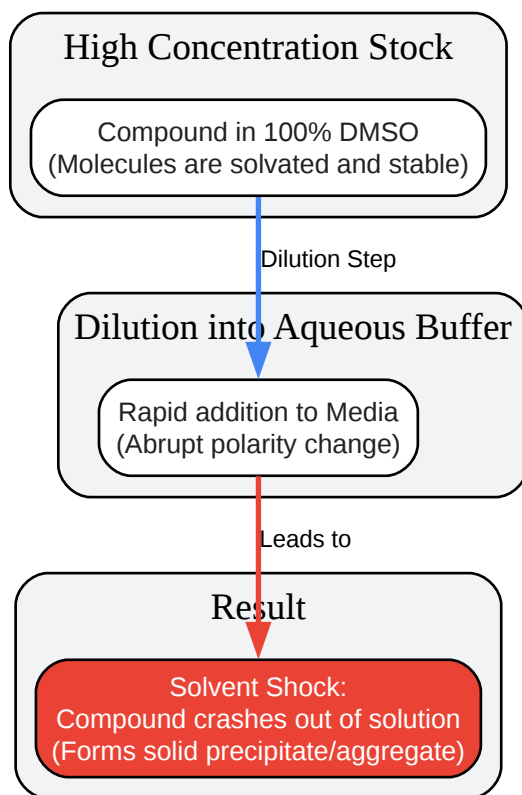 High Concentration Stock
Compound in 100% DMSO
(Molecules are solvated and stable)
Dilution Step
Dilution into Aqueous Buffer
Rapid addition to Media
(Abrupt polarity change)
Leads to
Result
Solvent Shock:
Compound crashes out of solution
(Forms solid precipitate/aggregate)